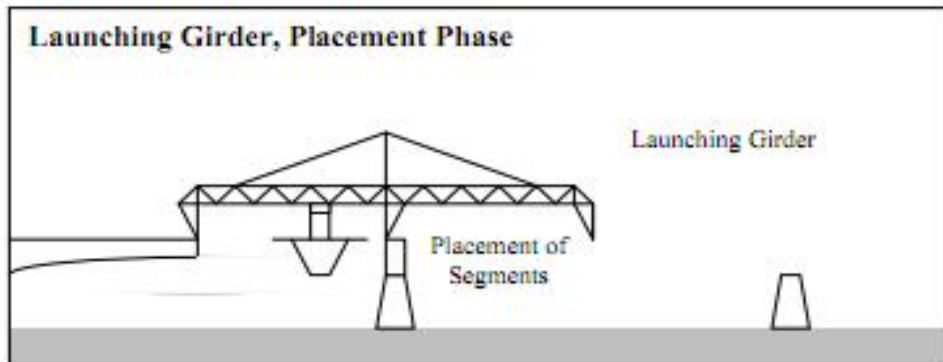 Launching Girder, Placement Phase
Launching Girder
Placement of
Segments